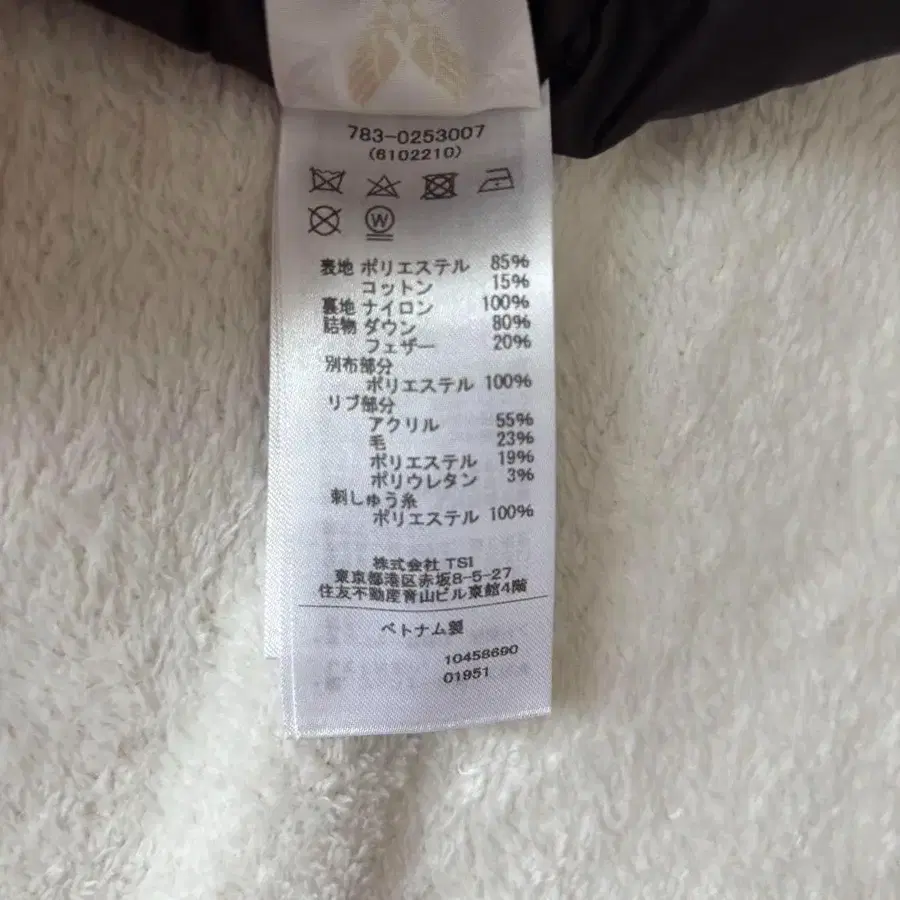 783-0253007
(6102210)
W
表地 ポリエステル 85%
コットン 15%
裏地 ナイロン 100%
詰物 ダウン 80%
フェザー 20%
別布部分
ポリエステル 100%
リブ部分
アクリル 55%
毛 23%
ポリエステル 19%
ポリウレタン 3%
刺しゅう糸
ポリエステル 100%
株式会社 TSI
東京都港区赤坂8-5-27
住友不動産青山ビル東館4階
ベトナム製
10458690
01951